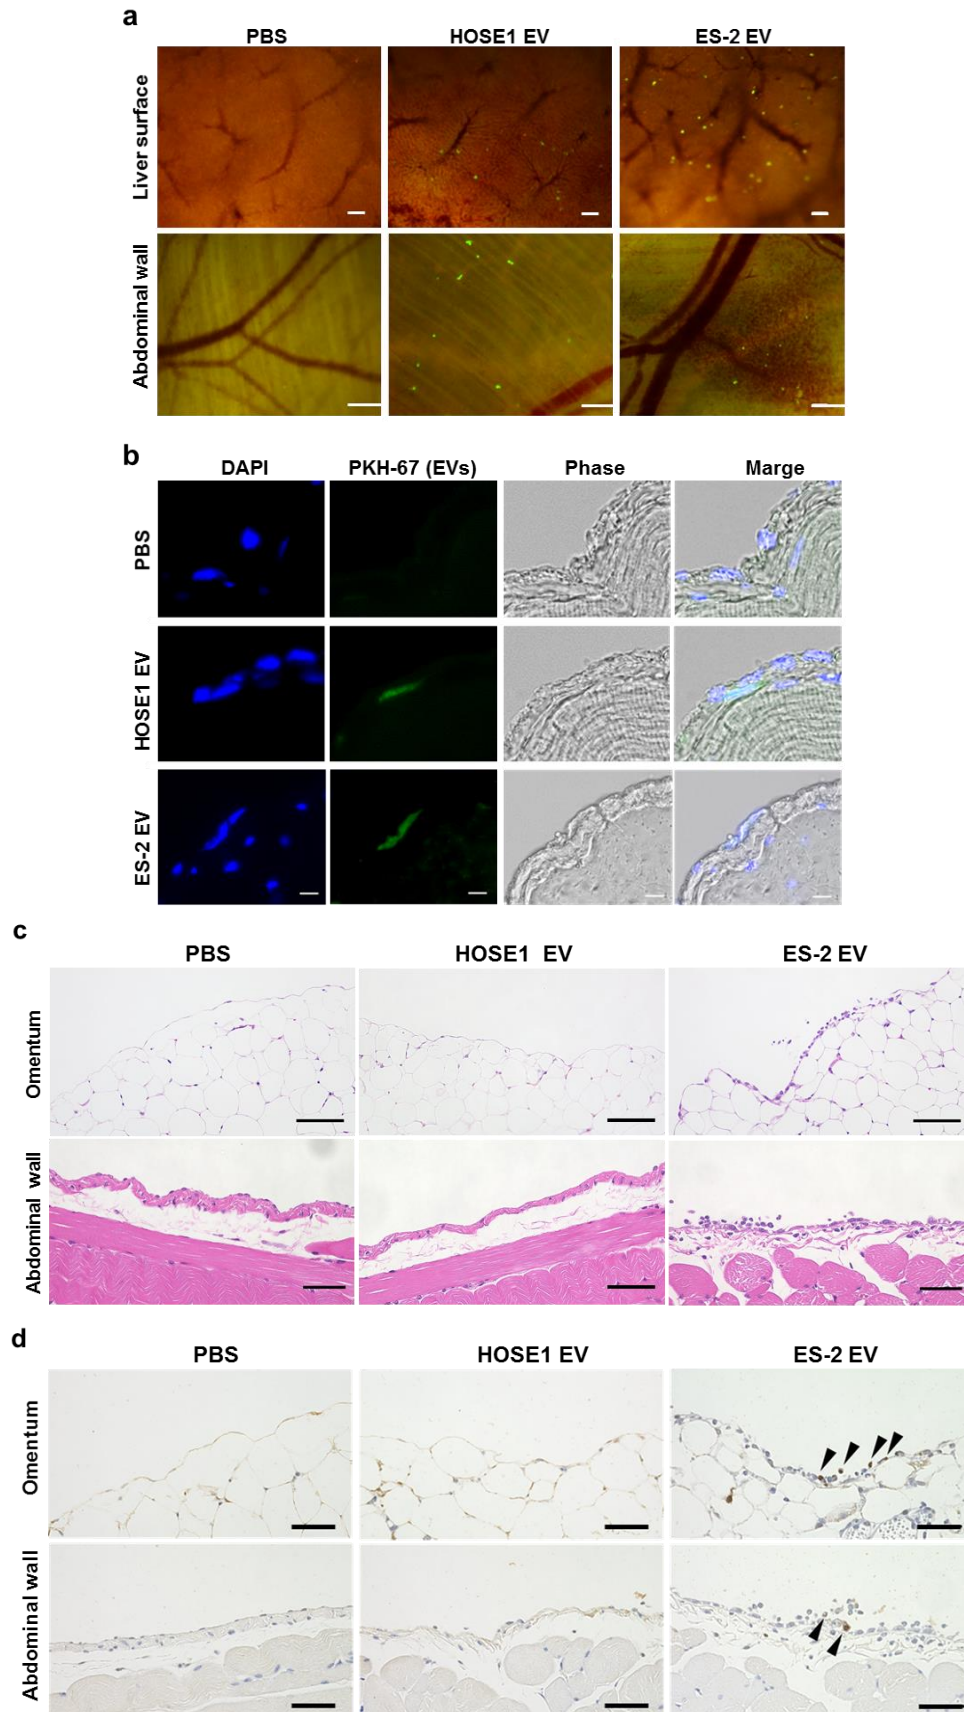 a
PBS HOSE1 EV ES-2 EV
Liver surface
Abdominal wall
b
DAPI PKH-67 (EVs) Phase Marge
PBS
HOSE1 EV
ES-2 EV
c
PBS HOSE1 EV ES-2 EV
Omentum
Abdominal wall
d
PBS HOSE1 EV ES-2 EV
Omentum
Abdominal wall